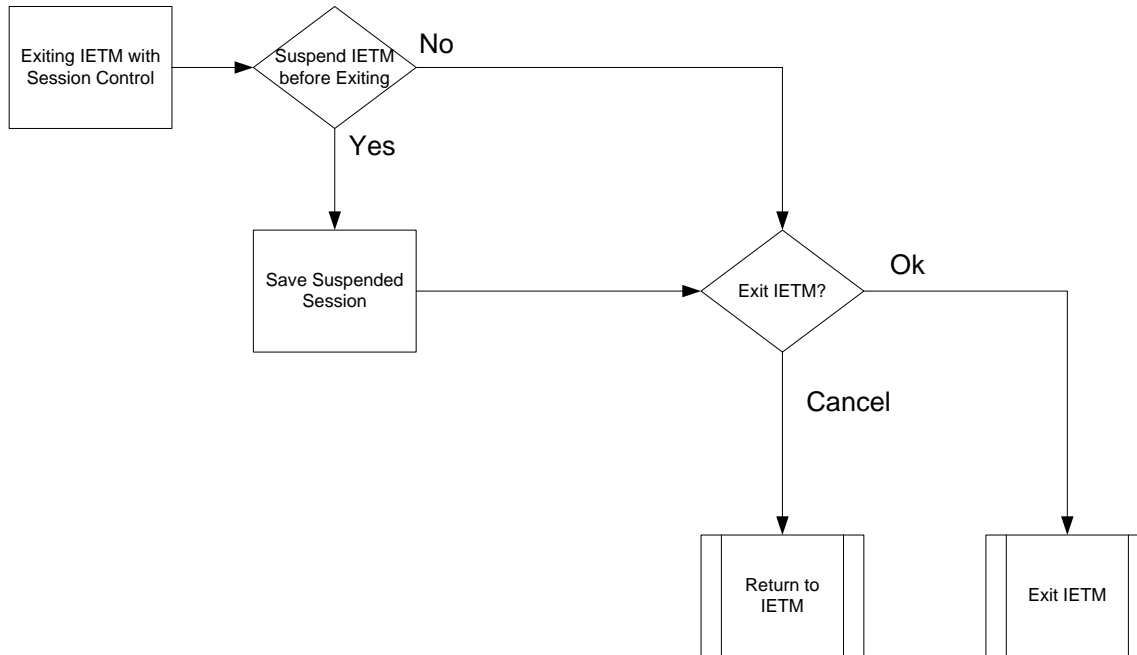 Exiting IETM with
Session Control
Suspend IETM
before Exiting
No
Yes
Save Suspended
Session
Exit IETM?
Ok
Cancel
Return to
IETM
Exit IETM